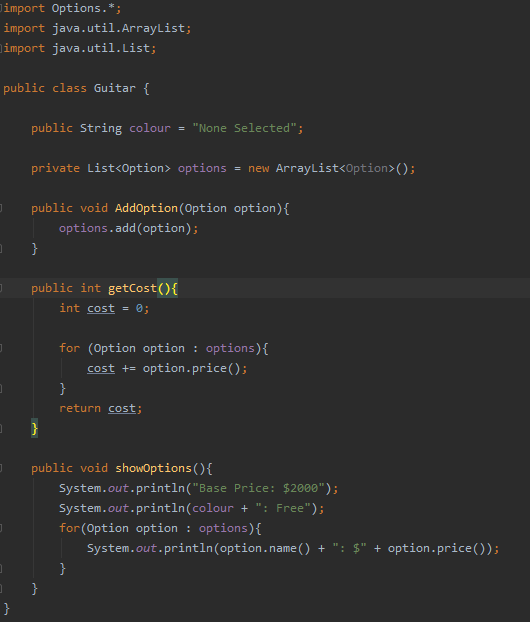 import Options.*;
import java.util.ArrayList;
import java.util.List;
public class Guitar {
public String colour = "None Selected";
private List<Option> options = new ArrayList<Option>();
public void AddOption(Option option){
options.add(option);
}
public int getCost(){
int cost = 0;
for (Option option : options){
cost += option.price();
}
return cost;
}
public void showOptions(){
System.out.println("Base Price: $2000");
System.out.println(colour + ": Free");
for(Option option : options){
System.out.println(option.name() + ": $" + option.price());
}
}
}